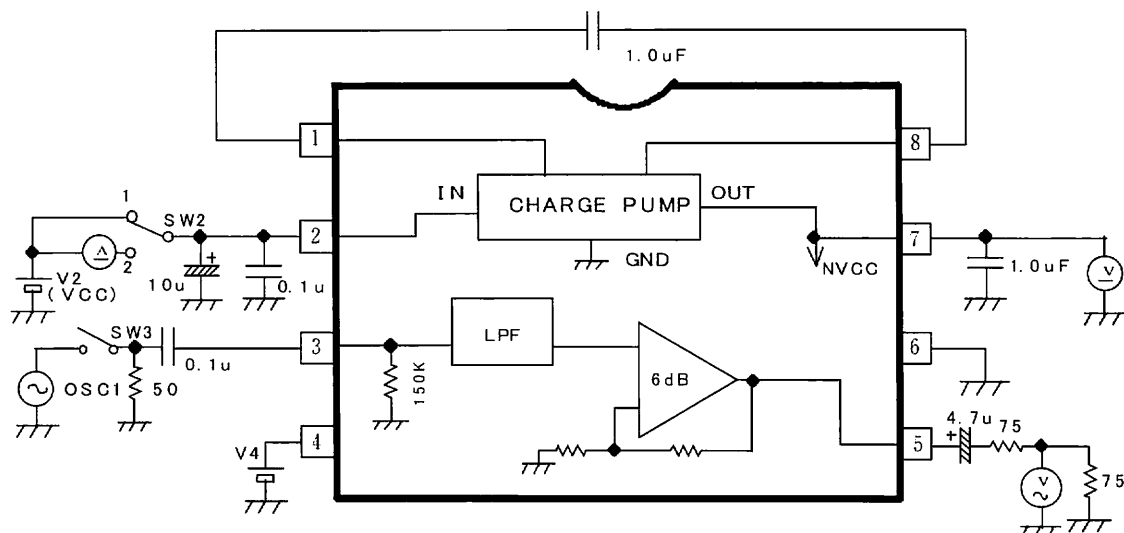 1.0uF
1
8
IN
CHARGE PUMP
OUT
1
SW2
2
A
2
V2
(VCC)
+
10u
0.1u
GND
NVCC
7
1.0uF
V
SW3
OSC1
50
0.1u
3
150K
LPF
6dB
6
V4
4
5
+
4.7u
75
V
75